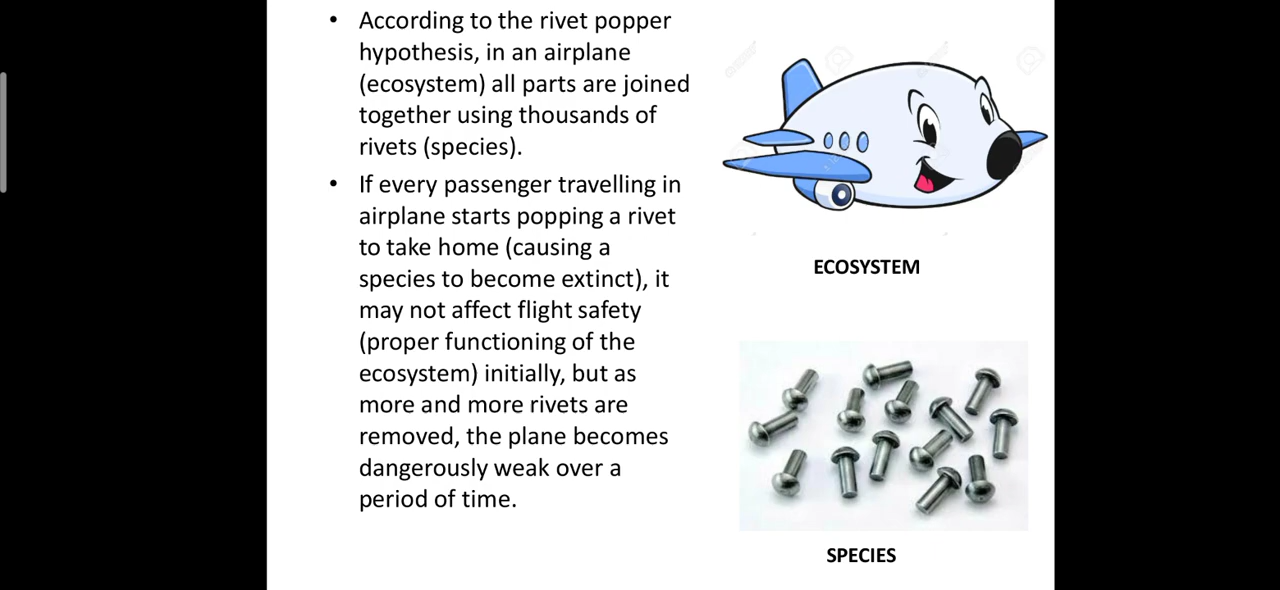 • According to the rivet popper
hypothesis, in an airplane
(ecosystem) all parts are joined
together using thousands of
rivets (species).
• If every passenger travelling in
airplane starts popping a rivet
to take home (causing a
species to become extinct), it
may not affect flight safety
(proper functioning of the
ecosystem) initially, but as
more and more rivets are
removed, the plane becomes
dangerously weak over a
period of time.
ECOSYSTEM
SPECIES